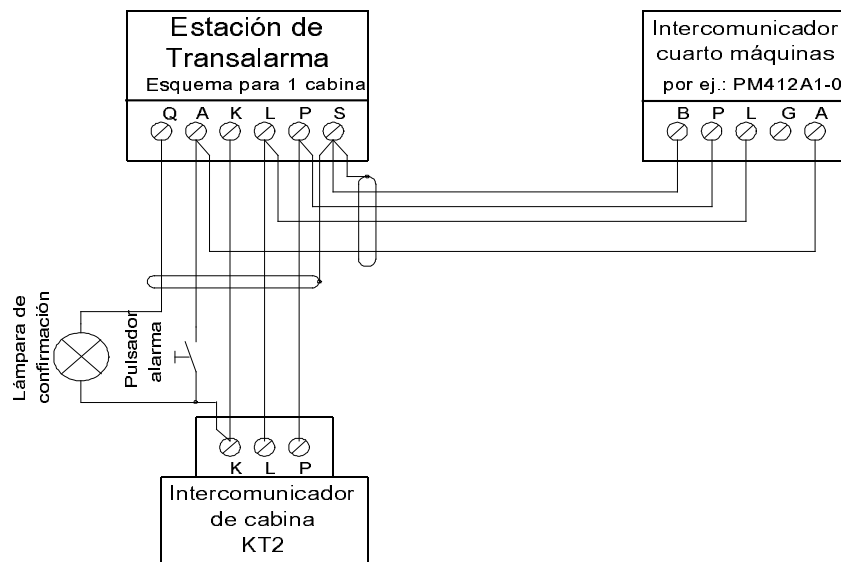 Estación de
Transalarma
Esquema para 1 cabina
Q A K L P S
Intercomunicador
cuarto máquinas
por ej.: PM412A1-0
B P L G A
Lámpara de
confirmación
Pulsador
alarma
K L P
Intercomunicador
de cabina
KT2